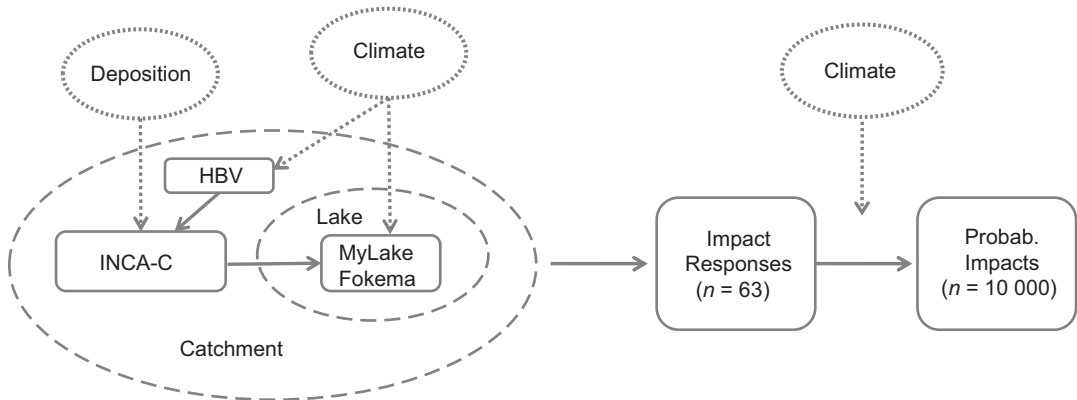 Deposition
Climate
HBV
INCA-C
Lake
MyLake
Fokema
Catchment
Impact
Responses
(n = 63)
Climate
Probab.
Impacts
(n = 10 000)